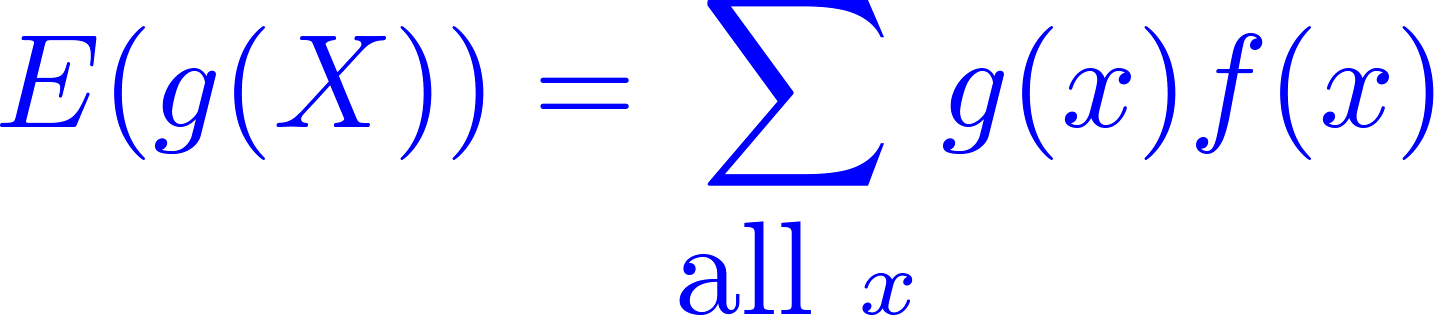 E(g(X)) = ∑ g(x)f(x)
all x